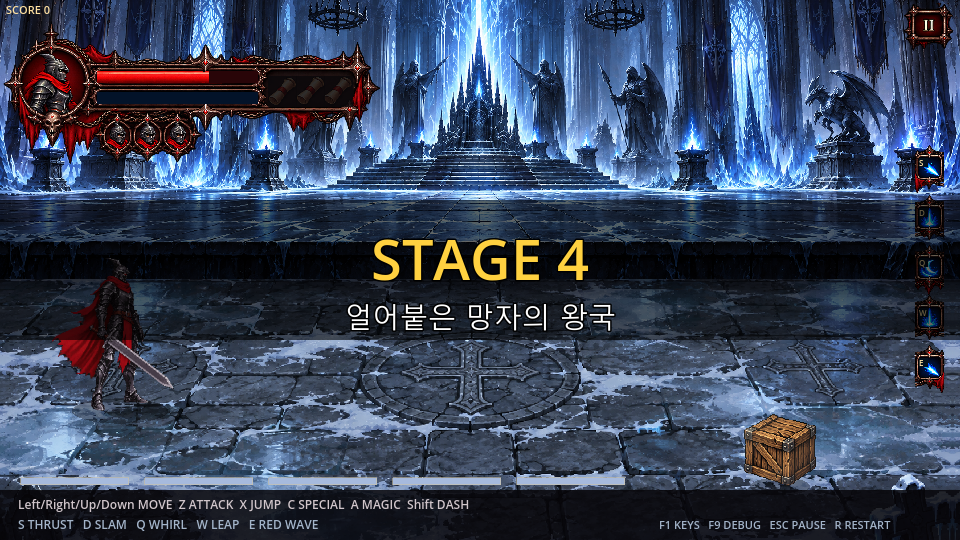 SCORE 0
II
S
D
Q
W
E
STAGE 4
얼어붙은 망자의 왕국
Left/Right/Up/Down MOVE  Z ATTACK  X JUMP  C SPECIAL  A MAGIC  Shift DASH
S THRUST  D SLAM  Q WHIRL  W LEAP  E RED WAVE
F1 KEYS  F9 DEBUG  ESC PAUSE  R RESTART